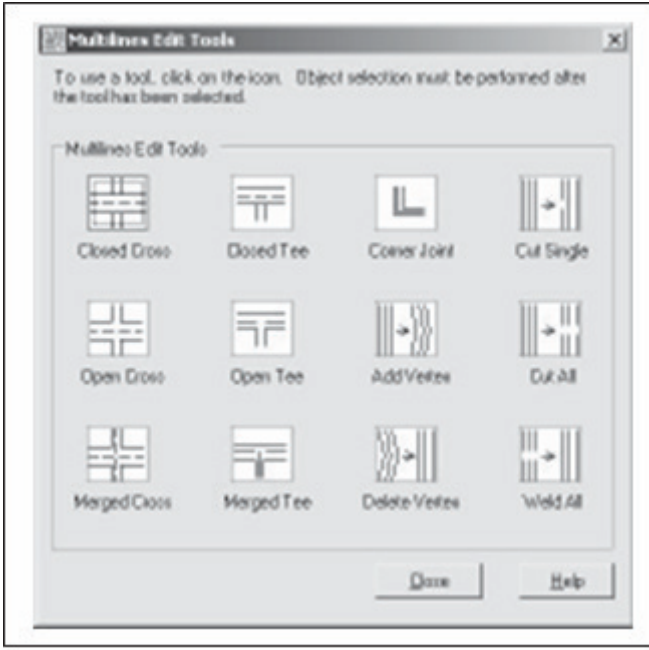 Multilines Edit Tools
To use a tool, click on the icon. Object selection must be performed after
the tool has been selected.
Multilines Edit Tools
Closed Cross
Closed Tee
Corner Joint
Cut Single
Open Cross
Open Tee
Add Vertex
Cut All
Merged Cross
Merged Tee
Delete Vertex
Weld All
Close
Help